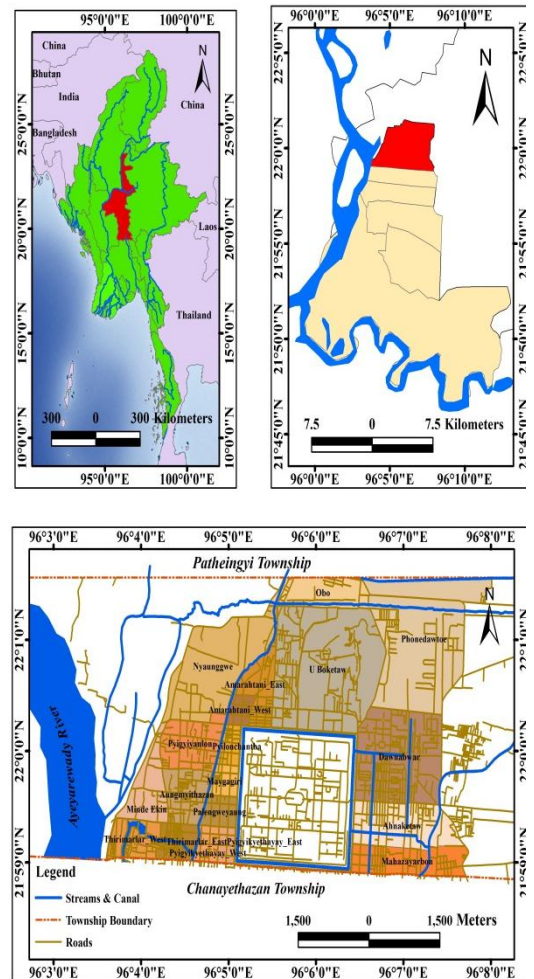 China
Bhutan
India
China
Bangladesh
Laos
Thailand
N
25°0'0"N
20°0'0"N
15°0'0"N
10°0'0"N
25°0'0"N
20°0'0"N
15°0'0"N
10°0'0"N
300 0 300 Kilometers
95°0'0"E 100°0'0"E
95°0'0"E 100°0'0"E
96°0'0"E 96°5'0"E 96°10'0"E
N
22°5'0"N
22°0'0"N
21°55'0"N
21°50'0"N
21°45'0"N
22°5'0"N
22°0'0"N
21°55'0"N
21°50'0"N
21°45'0"N
7.5 0 7.5 Kilometers
96°0'0"E 96°5'0"E 96°10'0"E
96°3'0"E 96°4'0"E 96°5'0"E 96°6'0"E 96°7'0"E 96°8'0"E
Patheingyi Township
N
22°1'0"N
22°0'0"N
21°59'0"N
22°1'0"N
22°0'0"N
21°59'0"N
Obo
Phonedawtoe
Nyaunggwe
U Boketaw
Amarahtani_East
Amarahtani_West
Pyigyiyanlon
Dawnabwar
Maygagiri
Aungmyithazan
Minde Ekin
Palengweyaung
Ahnaketaw
Thirimarlar_West
Thirimarlar_East
Pyigyikyethayay_East
Pyigyikyethayay_West
Mahazayarbon
Ayeyarwady River
Chanayethazan Township
Legend
Streams & Canal
Township Boundary
Roads
1,500 0 1,500 Meters
96°3'0"E 96°4'0"E 96°5'0"E 96°6'0"E 96°7'0"E 96°8'0"E